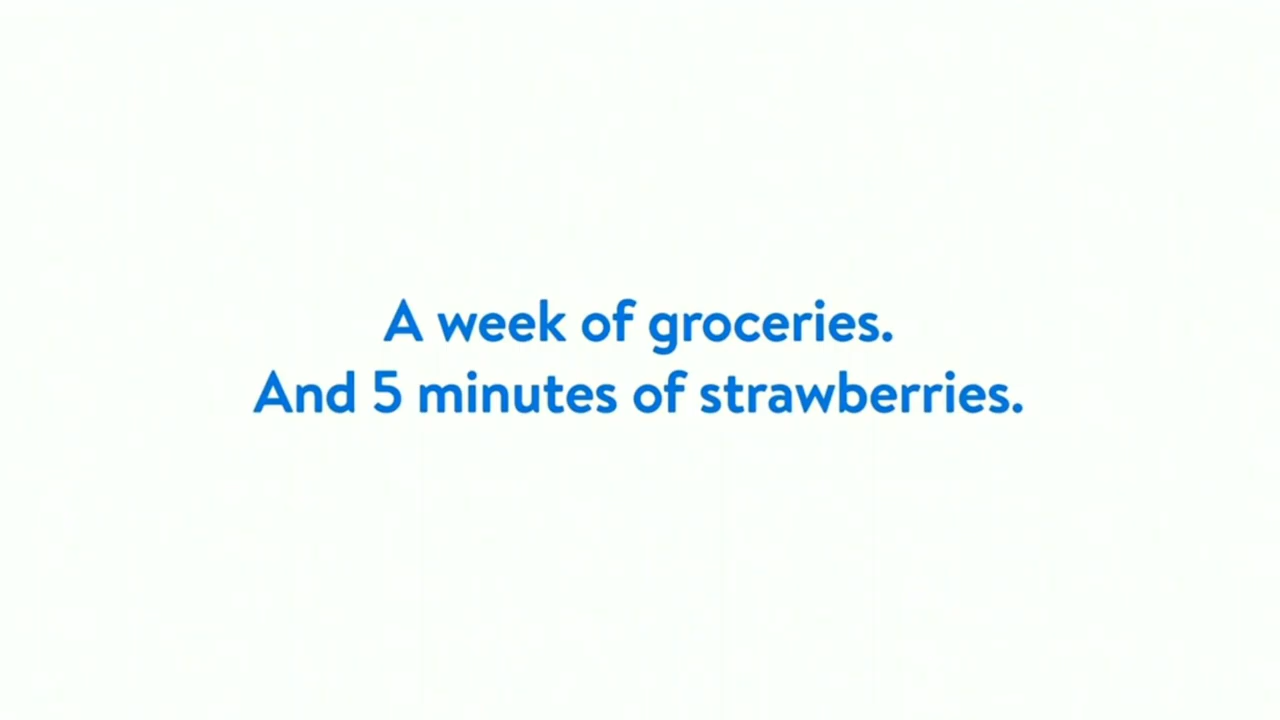 A week of groceries.
And 5 minutes of strawberries.